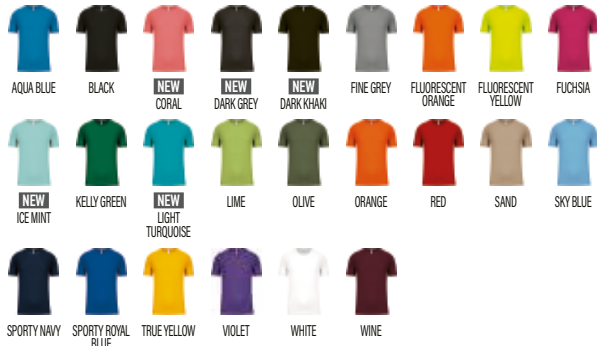 AQUA BLUE
BLACK
NEW
CORAL
NEW
DARK GREY
NEW
DARK KHAKI
FINE GREY
FLUORESCENT
ORANGE
FLUORESCENT
YELLOW
FUCHSIA
NEW
ICE MINT
KELLY GREEN
NEW
LIGHT
TURQUOISE
LIME
OLIVE
ORANGE
RED
SAND
SKY BLUE
SPORTY NAVY
SPORTY ROYAL
BLUE
TRUE YELLOW
VIOLET
WHITE
WINE